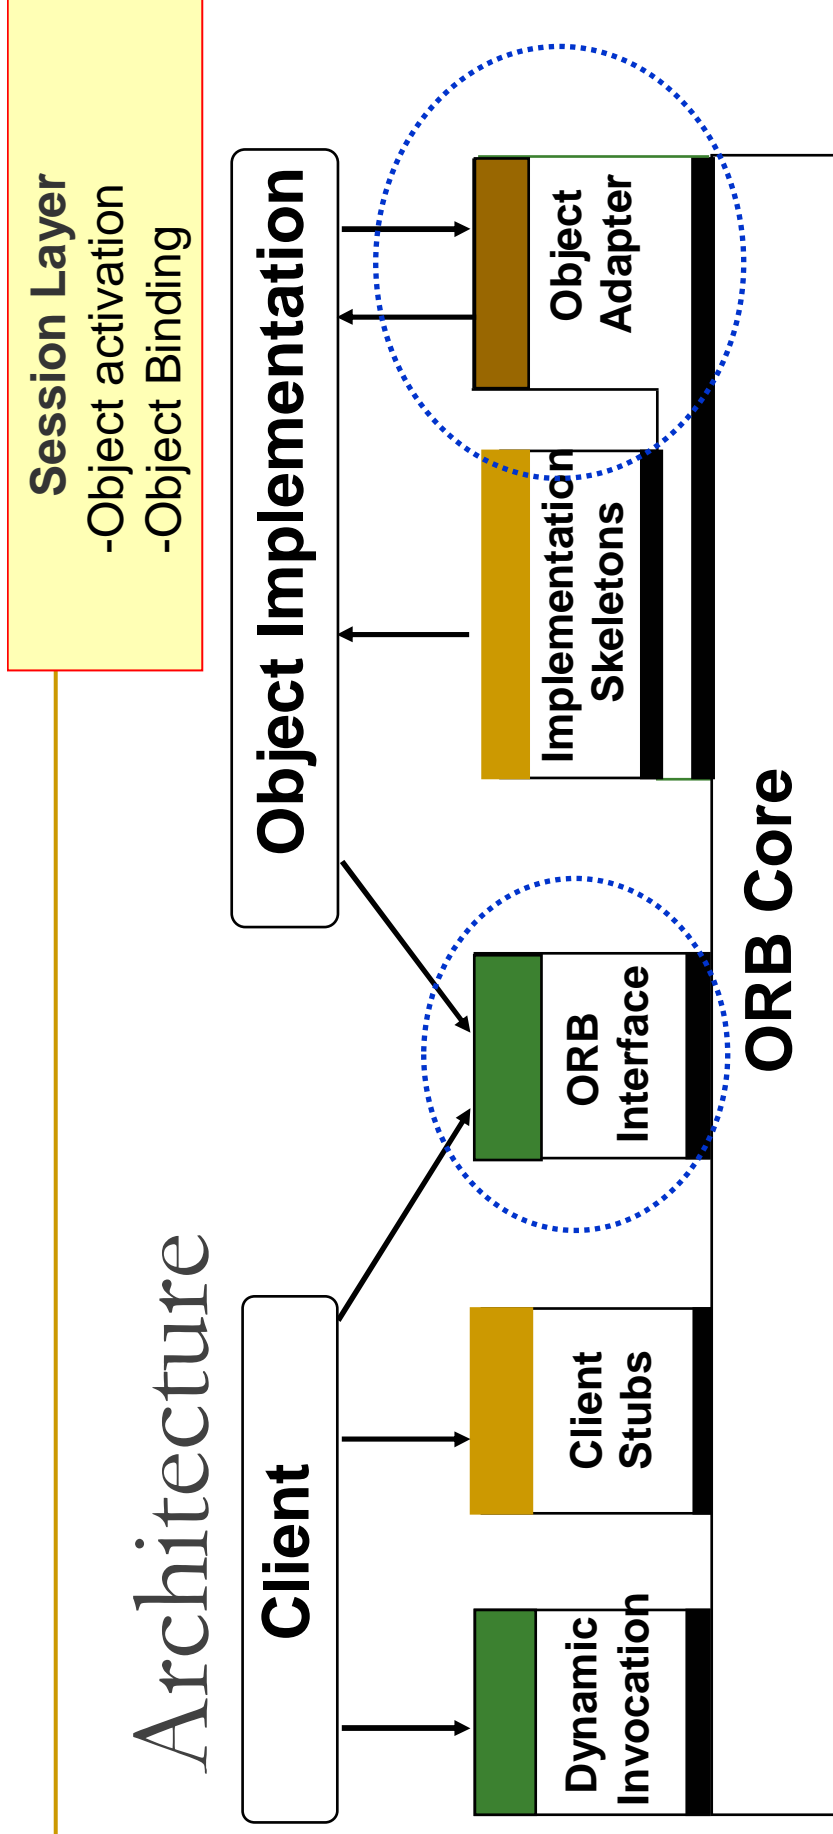 Architecture
Session Layer
-Object activation
-Object Binding
Client
Object Implementation
Dynamic
Invocation
Client
Stubs
ORB
Interface
Implementation
Skeletons
Object
Adapter
ORB Core